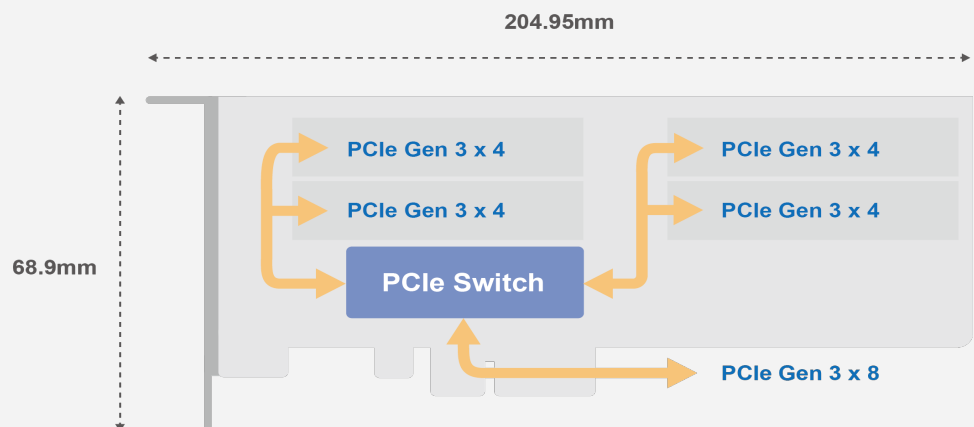 204.95mm
PCIe Gen 3 x 4
PCIe Gen 3 x 4
PCIe Gen 3 x 4
PCIe Gen 3 x 4
68.9mm
PCIe Switch
PCIe Gen 3 x 8